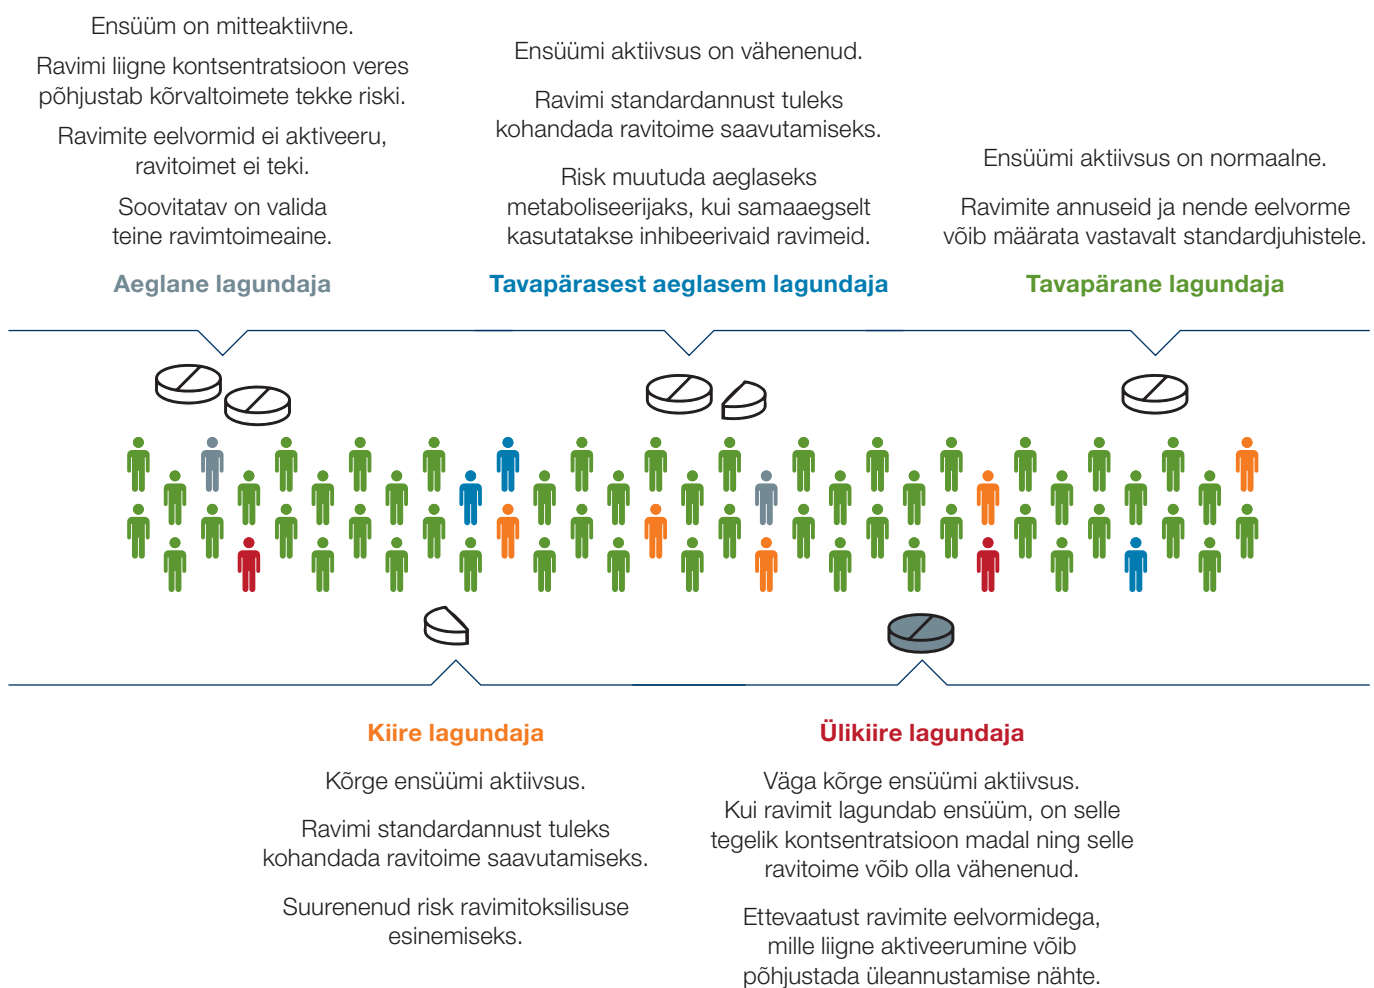 Ensüüm on mitteaktiivne.
Ravimi liigne kontsentratsioon veres
põhjustab kõrvaltoimete tekke riski.
Ravimite eelvormid ei aktiveeru,
ravitoimet ei teki.
Soovitatav on valida
teine ravimtoimeaine.
Aeglane lagundaja
Ensüümi aktiivsus on vähenenud.
Ravimi standardannust tuleks
kohandada ravitoime saavutamiseks.
Risk muutuda aeglaseks
metaboliseerijaks, kui samaaegselt
kasutatakse inhibeerivaid ravimeid.
Tavapärasest aeglasem lagundaja
Ensüümi aktiivsus on normaalne.
Ravimite annuseid ja nende eelvorme
võib määrata vastavalt standardjuhistele.
Tavapärane lagundaja
Kiire lagundaja
Kõrge ensüümi aktiivsus.
Ravimi standardannust tuleks
kohandada ravitoime saavutamiseks.
Suurenenud risk ravimitoksilisuse
esinemiseks.
Ülikiire lagundaja
Väga kõrge ensüümi aktiivsus.
Kui ravimit lagundab ensüüm, on selle
tegelik kontsentratsioon madal ning selle
ravitoime võib olla vähenenud.
Ettevaatust ravimite eelvormidega,
mille liigne aktiveerumine võib
põhjustada üleannustamise nähte.